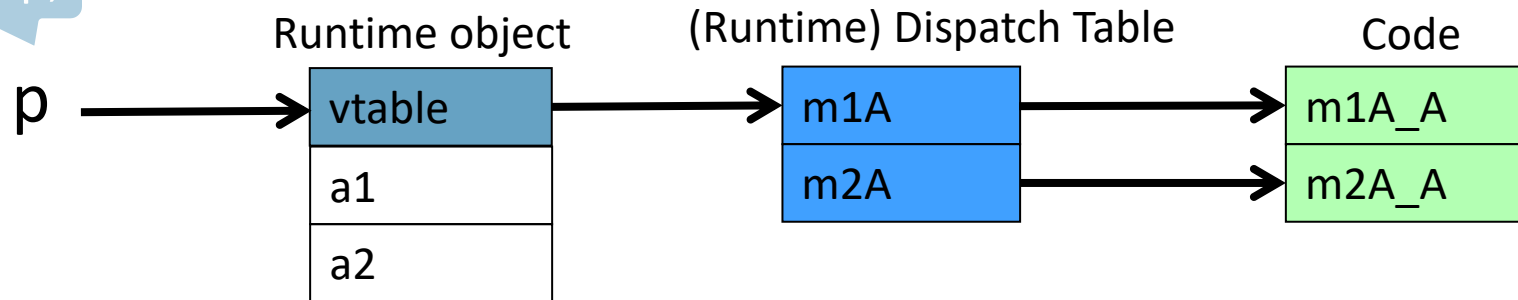 Runtime object
(Runtime) Dispatch Table
Code
p
vtable
m1A
m1A_A
a1
m2A
m2A_A
a2